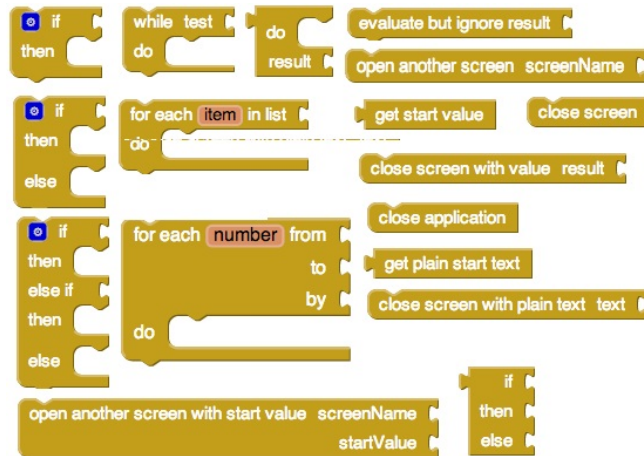 if
then
while test
do
do
result
evaluate but ignore result
open another screen screenName
if
then
else
for each item in list
do
get start value
close screen
close screen with value result
if
then
else if
then
else
for each number from
to
by
do
close application
get plain start text
close screen with plain text text
open another screen with start value screenName
startValue
if
then
else